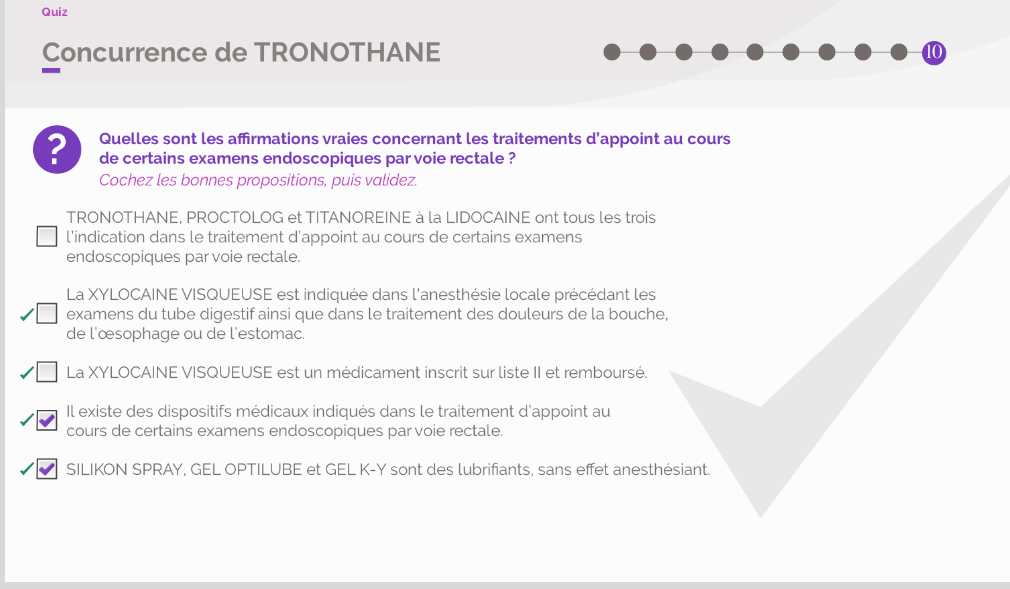 Quiz
Concurrence de TRONOTHANE
10
?
Quelles sont les affirmations vraies concernant les traitements d'appoint au cours
de certains examens endoscopiques par voie rectale ?
Cochez les bonnes propositions, puis validez.
TRONOTHANE, PROCTOLOG et TITANOREINE à la LIDOCAINE ont tous les trois
l'indication dans le traitement d'appoint au cours de certains examens
endoscopiques par voie rectale.
La XYLOCAINE VISQUEUSE est indiquée dans l'anesthésie locale précédant les
examens du tube digestif ainsi que dans le traitement des douleurs de la bouche,
de l'œsophage ou de l'estomac.
La XYLOCAINE VISQUEUSE est un médicament inscrit sur liste II et remboursé.
Il existe des dispositifs médicaux indiqués dans le traitement d'appoint au
cours de certains examens endoscopiques par voie rectale.
SILIKON SPRAY, GEL OPTILUBE et GEL K-Y sont des lubrifiants, sans effet anesthésiant.